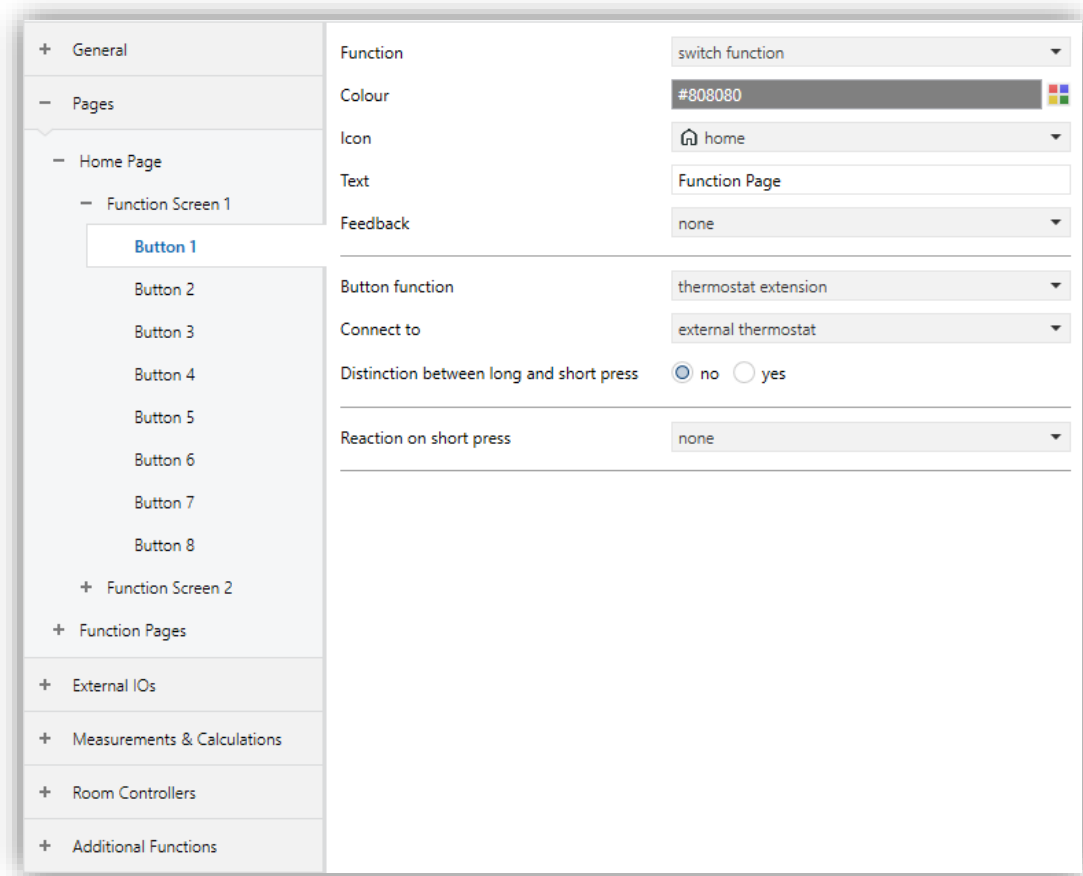 + General
− Pages
− Home Page
− Function Screen 1
Button 1
Button 2
Button 3
Button 4
Button 5
Button 6
Button 7
Button 8
+ Function Screen 2
+ Function Pages
+ External IOs
+ Measurements & Calculations
+ Room Controllers
+ Additional Functions
Function switch function
Colour #808080
Icon home
Text Function Page
Feedback none
Button function thermostat extension
Connect to external thermostat
Distinction between long and short press no yes
Reaction on short press none